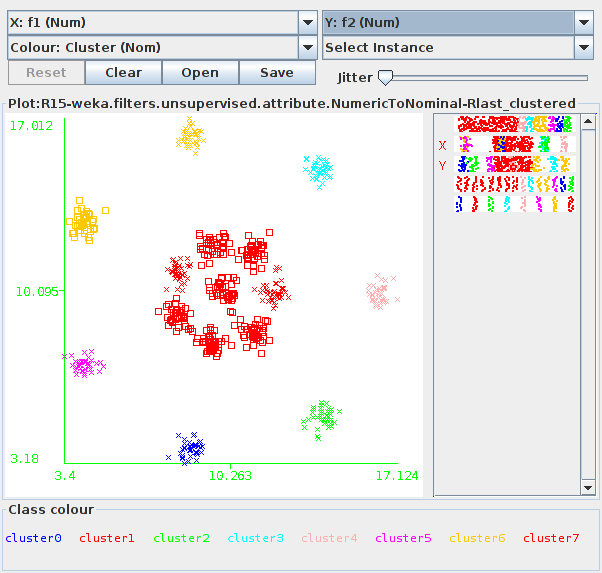 X: f1 (Num)
Y: f2 (Num)
Colour: Cluster (Nom)
Select Instance
Reset
Clear
Open
Save
Jitter
Plot:R15-weka.filters.unsupervised.attribute.NumericToNominal-Rlast_clustered
17.012
10.095
3.18
3.4
10.263
17.124
X
Y
Class colour
cluster0 cluster1 cluster2 cluster3 cluster4 cluster5 cluster6 cluster7